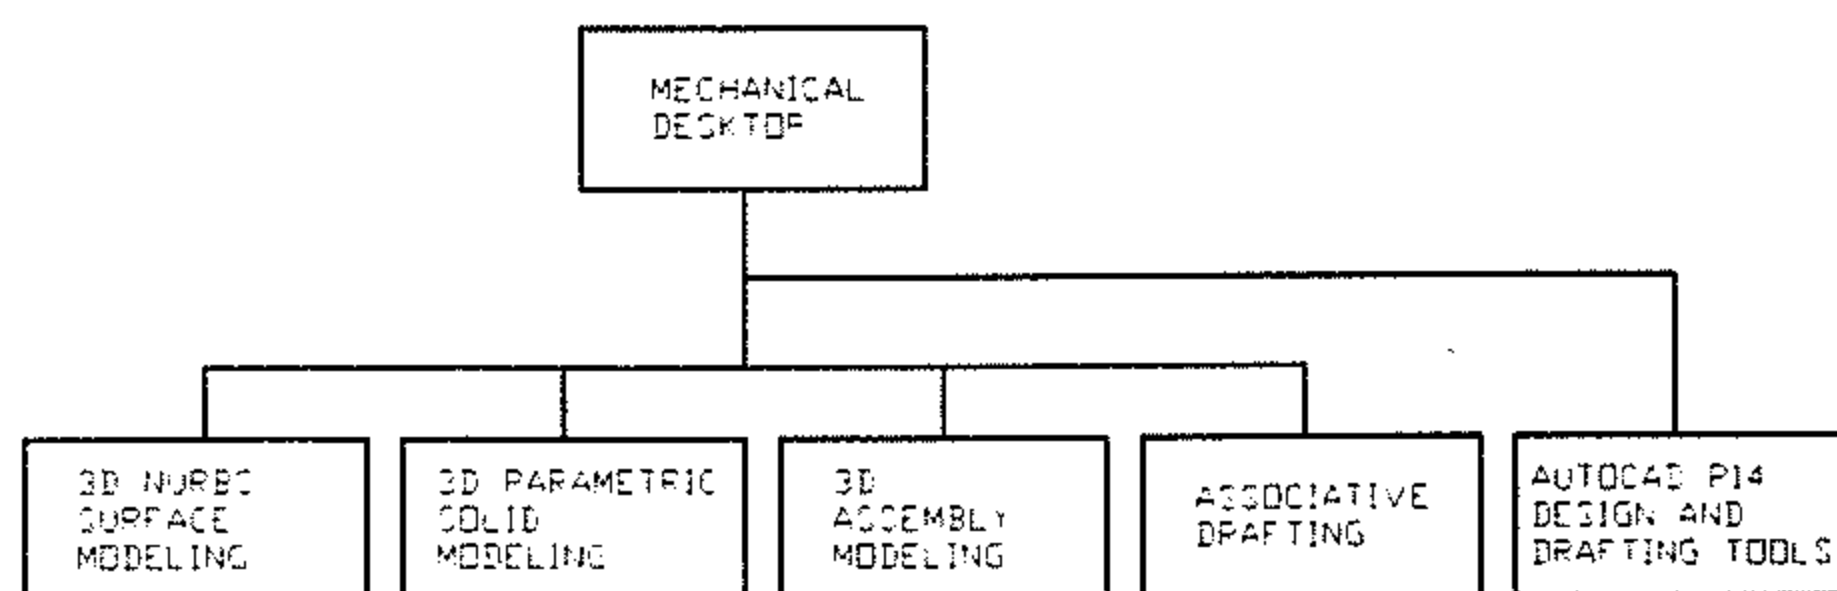 MECHANICAL
DESKTOP
3D NURBS
SURFACE
MODELING
3D PARAMETRIC
SOLID
MODELING
3D
ASSEMBLY
MODELING
ASSOCIATIVE
DRAFTING
AUTOCAD R14
DESIGN AND
DRAFTING TOOLS